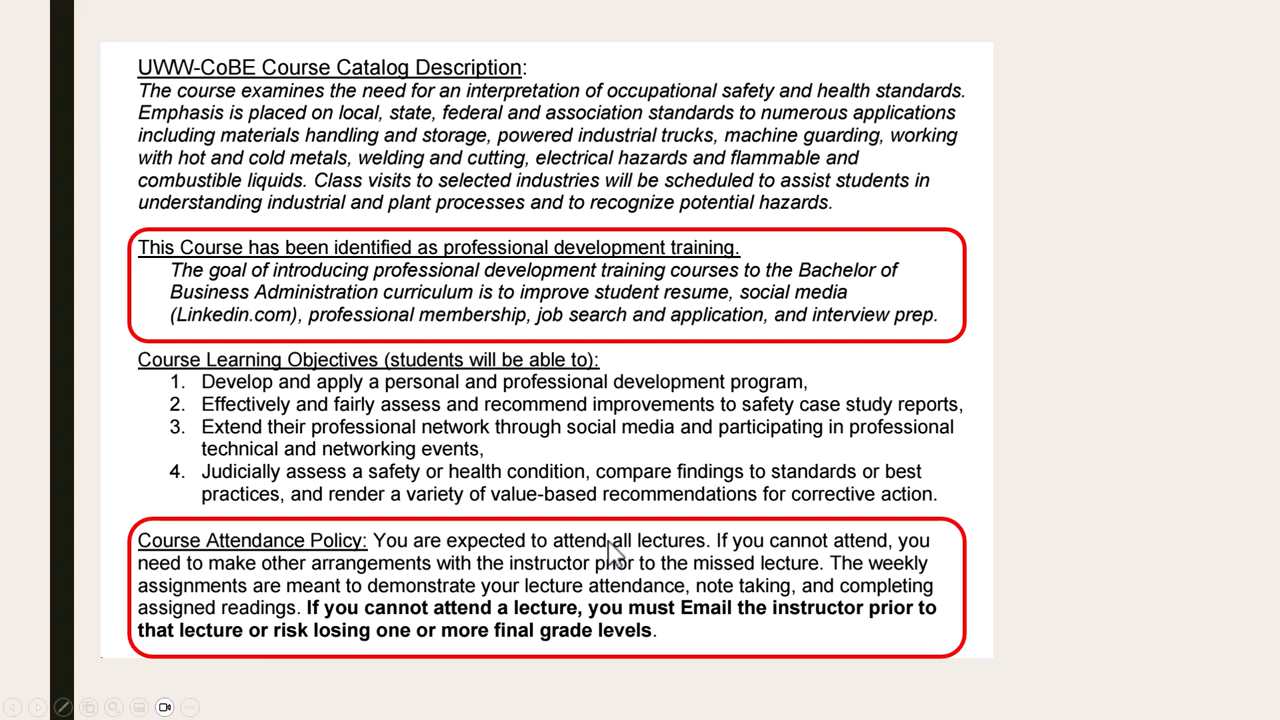 UWW-CoBE Course Catalog Description:
The course examines the need for an interpretation of occupational safety and health standards.
Emphasis is placed on local, state, federal and association standards to numerous applications
including materials handling and storage, powered industrial trucks, machine guarding, working
with hot and cold metals, welding and cutting, electrical hazards and flammable and
combustible liquids. Class visits to selected industries will be scheduled to assist students in
understanding industrial and plant processes and to recognize potential hazards.
This Course has been identified as professional development training.
The goal of introducing professional development training courses to the Bachelor of
Business Administration curriculum is to improve student resume, social media
(Linkedin.com), professional membership, job search and application, and interview prep.
Course Learning Objectives (students will be able to):
1. Develop and apply a personal and professional development program,
2. Effectively and fairly assess and recommend improvements to safety case study reports,
3. Extend their professional network through social media and participating in professional
technical and networking events,
4. Judicially assess a safety or health condition, compare findings to standards or best
practices, and render a variety of value-based recommendations for corrective action.
Course Attendance Policy: You are expected to attend all lectures. If you cannot attend, you
need to make other arrangements with the instructor prior to the missed lecture. The weekly
assignments are meant to demonstrate your lecture attendance, note taking, and completing
assigned readings. If you cannot attend a lecture, you must Email the instructor prior to
that lecture or risk losing one or more final grade levels.